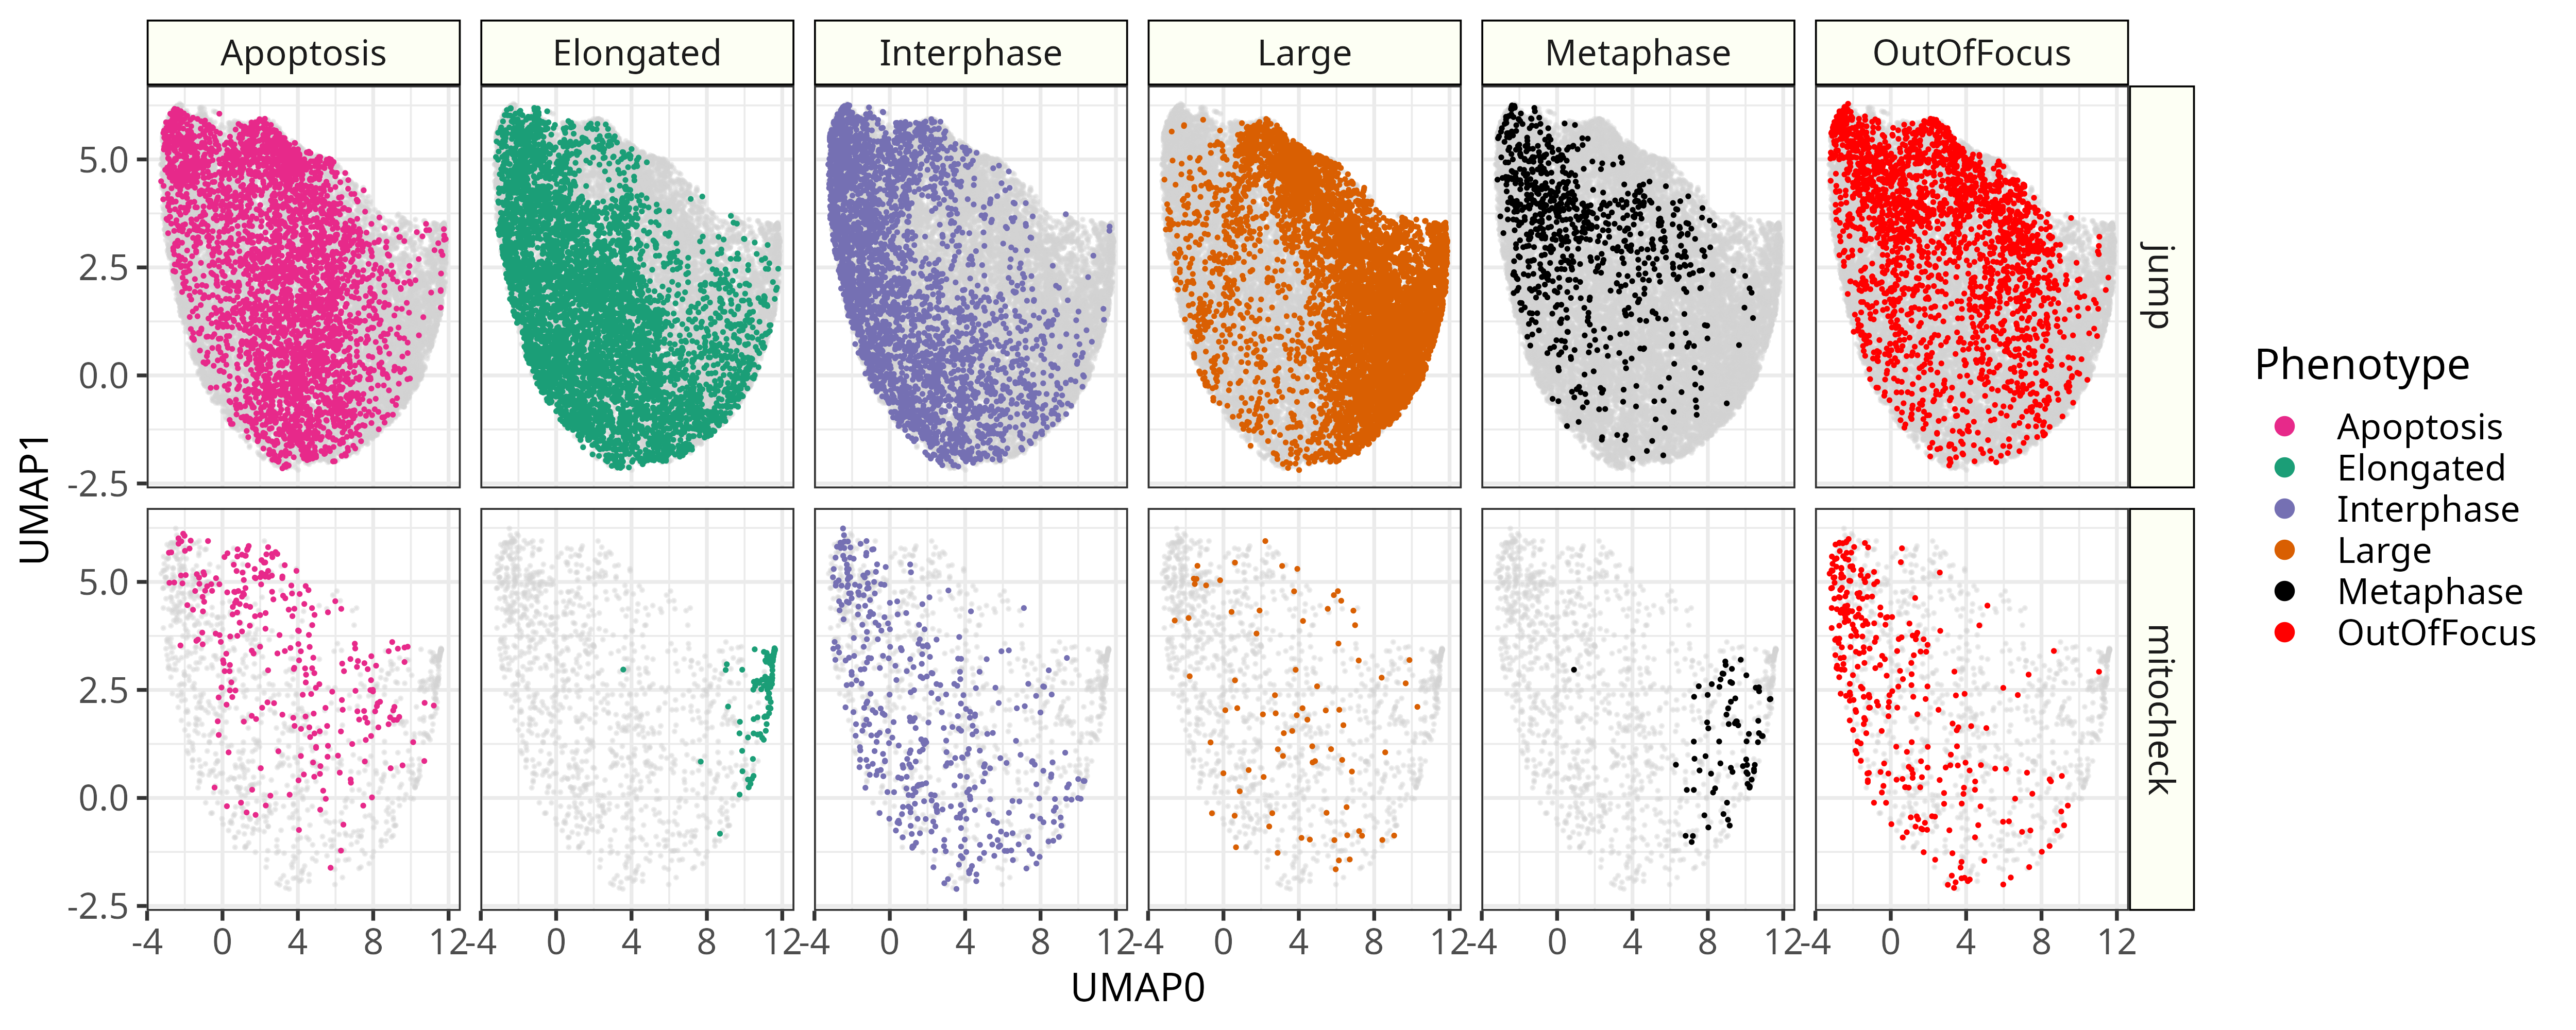 Apoptosis Elongated Interphase Large Metaphase OutOfFocus
5.0
2.5
0.0
-2.5
jump
5.0
2.5
0.0
-2.5
mitocheck
UMAP1
-4 0 4 8 12 -4 0 4 8 12 -4 0 4 8 12 -4 0 4 8 12 -4 0 4 8 12 -4 0 4 8 12
UMAP0
Phenotype
Apoptosis
Elongated
Interphase
Large
Metaphase
OutOfFocus